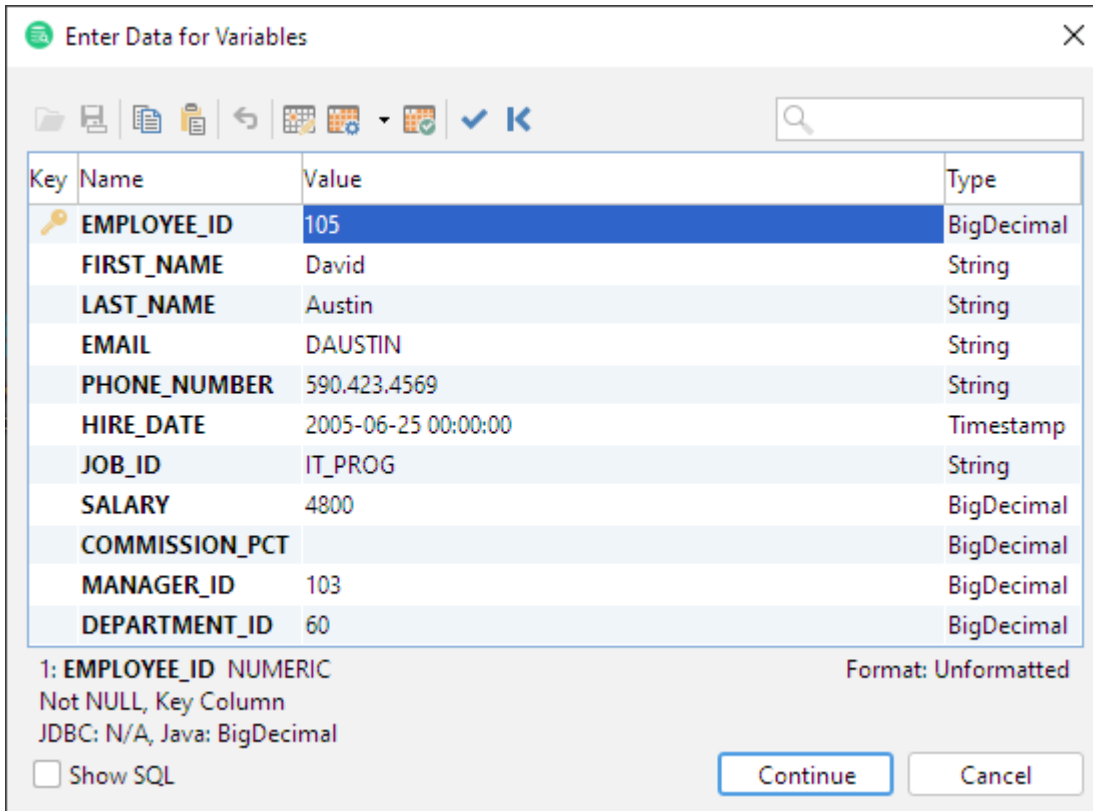 Enter Data for Variables
Key Name Value Type
EMPLOYEE_ID 105 BigDecimal
FIRST_NAME David String
LAST_NAME Austin String
EMAIL DAUSTIN String
PHONE_NUMBER 590.423.4569 String
HIRE_DATE 2005-06-25 00:00:00 Timestamp
JOB_ID IT_PROG String
SALARY 4800 BigDecimal
COMMISSION_PCT BigDecimal
MANAGER_ID 103 BigDecimal
DEPARTMENT_ID 60 BigDecimal
1: EMPLOYEE_ID NUMERIC Format: Unformatted
Not NULL, Key Column
JDBC: N/A, Java: BigDecimal
Show SQL Continue Cancel